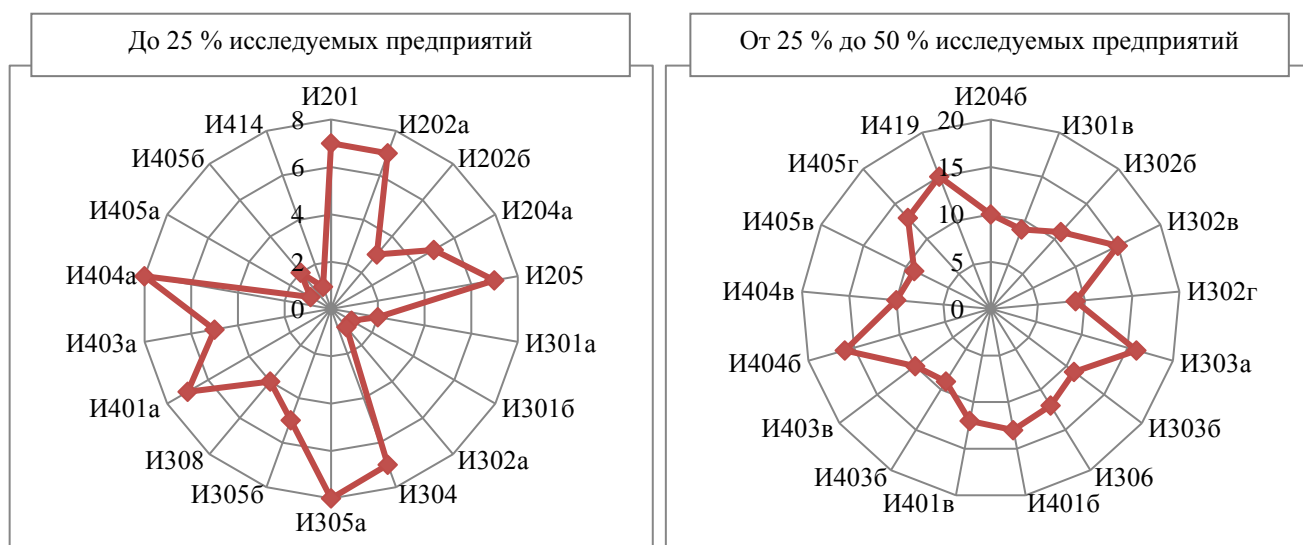 До 25 % исследуемых предприятий
И201
И202а
И202б
И204а
И205
И301а
И301б
И302а
И304
И305а
И305б
И308
И401а
И403а
И404а
И405а
И405б
И414
8
6
4
2
0
От 25 % до 50 % исследуемых предприятий
И204б
И301в
И302б
И302в
И302г
И303а
И303б
И306
И401б
И401в
И403б
И403в
И404б
И404в
И405в
И405г
И419
20
15
10
5
0